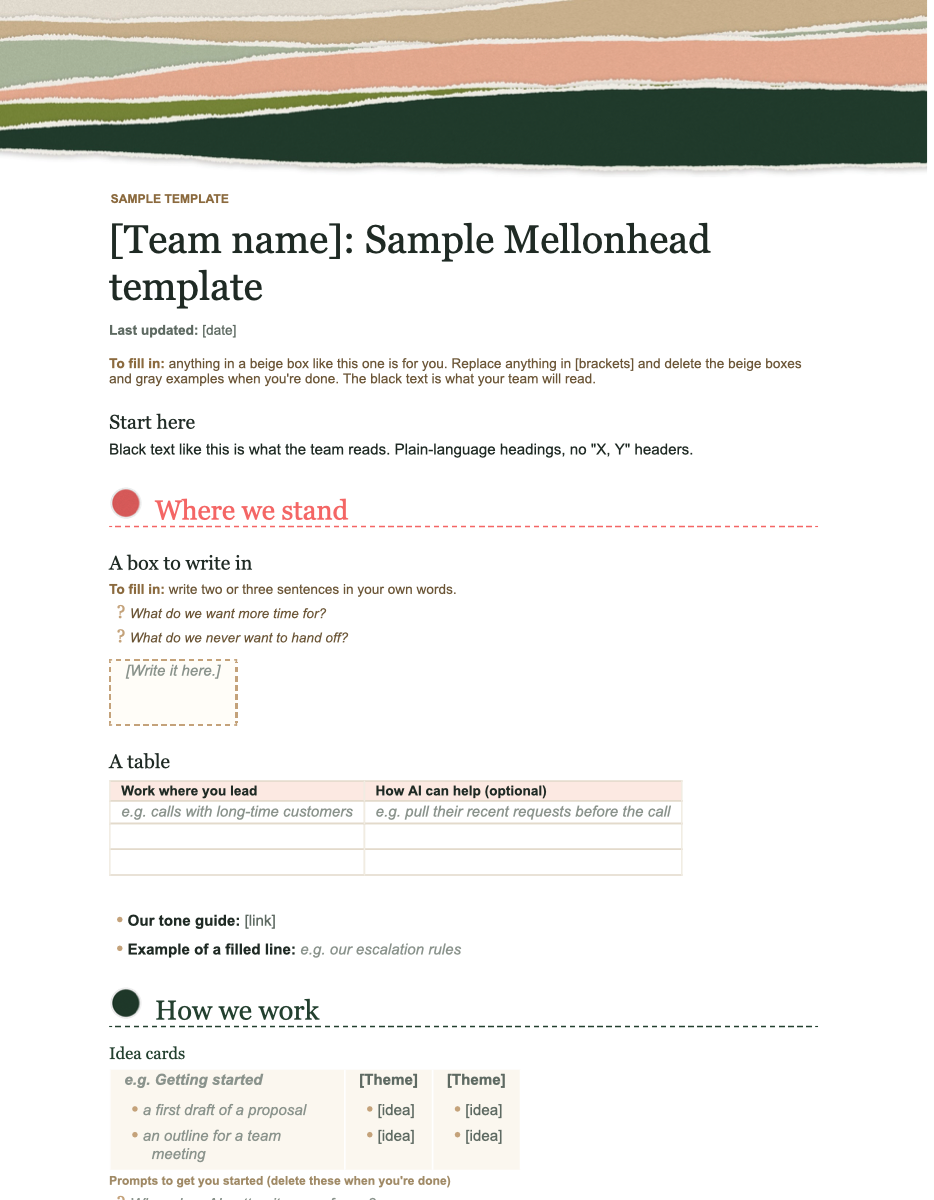 SAMPLE TEMPLATE
[Team name]: Sample Mellonhead
template
Last updated: [date]
To fill in: anything in a beige box like this one is for you. Replace anything in [brackets] and delete the beige boxes
and gray examples when you're done. The black text is what your team will read.
Start here
Black text like this is what the team reads. Plain-language headings, no "X, Y" headers.
Where we stand
A box to write in
To fill in: write two or three sentences in your own words.
? What do we want more time for?
? What do we never want to hand off?
[Write it here.]
A table
Work where you lead How AI can help (optional)
e.g. calls with long-time customers e.g. pull their recent requests before the call
• Our tone guide: [link]
• Example of a filled line: e.g. our escalation rules
How we work
Idea cards
e.g. Getting started [Theme] [Theme]
• a first draft of a proposal • [idea] • [idea]
• an outline for a team • [idea] • [idea]
meeting
Prompts to get you started (delete these when you're done)